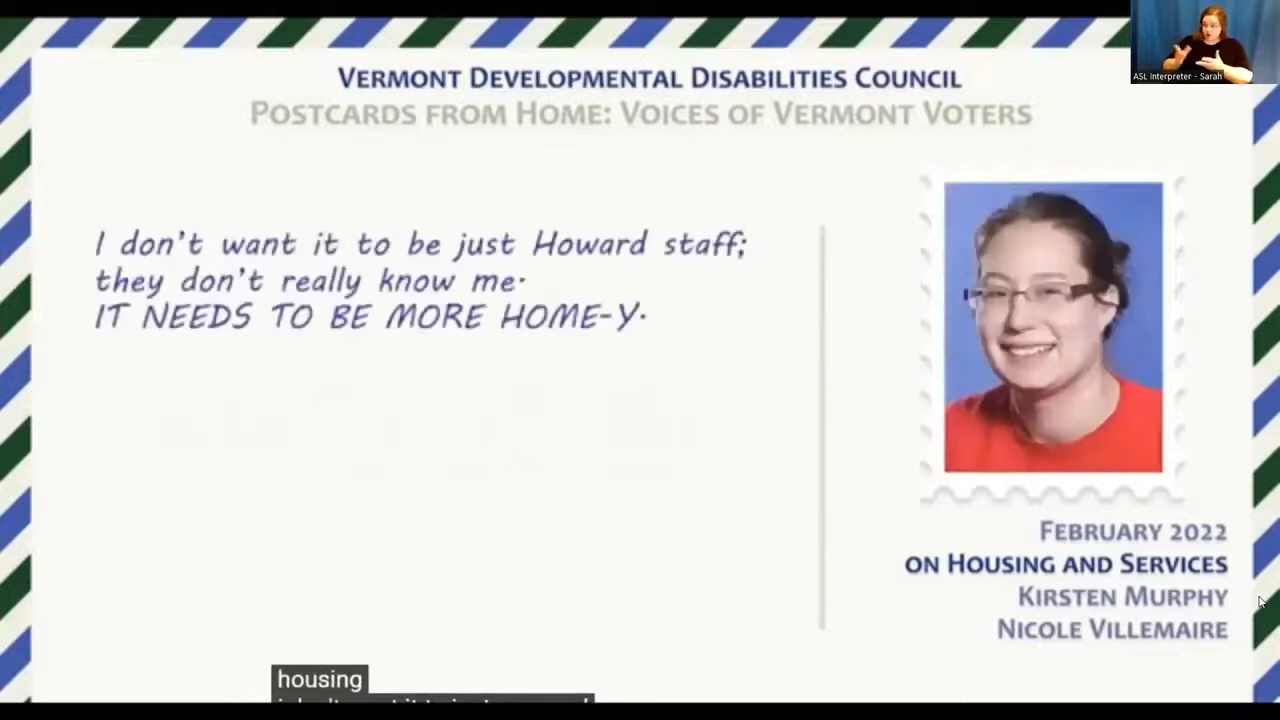 ASL Interpreter - Sarah
VERMONT DEVELOPMENTAL DISABILITIES COUNCIL
POSTCARDS FROM HOME: VOICES OF VERMONT VOTERS
I don't want it to be just Howard staff;
they don't really know me.
IT NEEDS TO BE MORE HOME-Y.
FEBRUARY 2022
ON HOUSING AND SERVICES
KIRSTEN MURPHY
NICOLE VILLEMAIRE
housing